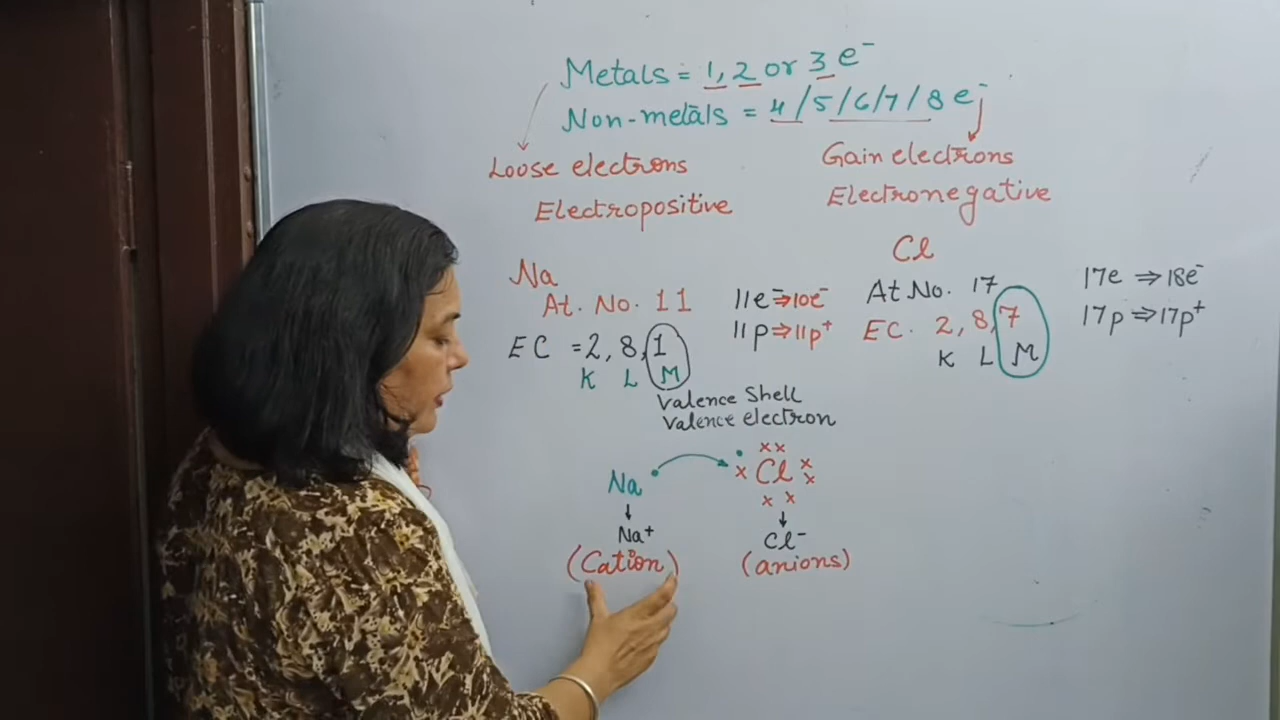 Metals = 1, 2 or 3 e⁻
Non-metals = 4/5/6/7/8 e⁻
Loose electrons
Electropositive
Gain electrons
Electronegative
Na
At. No. 11
EC = 2, 8, 1
K L M
11e⁻ ⇒ 10e⁻
11p ⇒ 11p⁺
Valence Shell
Valence electron
Cl
At No. 17
EC. 2, 8, 7
K L M
17e ⇒ 18e⁻
17p ⇒ 17p⁺
Na Cl
Na⁺ Cl⁻
(Cation) (anions)